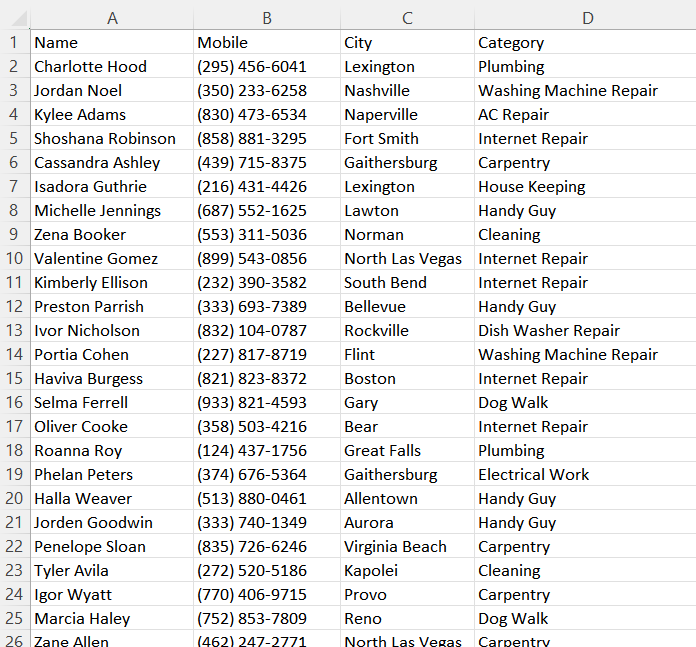 A B C D
1 Name Mobile City Category
2 Charlotte Hood (295) 456-6041 Lexington Plumbing
3 Jordan Noel (350) 233-6258 Nashville Washing Machine Repair
4 Kylee Adams (830) 473-6534 Naperville AC Repair
5 Shoshana Robinson (858) 881-3295 Fort Smith Internet Repair
6 Cassandra Ashley (439) 715-8375 Gaithersburg Carpentry
7 Isadora Guthrie (216) 431-4426 Lexington House Keeping
8 Michelle Jennings (687) 552-1625 Lawton Handy Guy
9 Zena Booker (553) 311-5036 Norman Cleaning
10 Valentine Gomez (899) 543-0856 North Las Vegas Internet Repair
11 Kimberly Ellison (232) 390-3582 South Bend Internet Repair
12 Preston Parrish (333) 693-7389 Bellevue Handy Guy
13 Ivor Nicholson (832) 104-0787 Rockville Dish Washer Repair
14 Portia Cohen (227) 817-8719 Flint Washing Machine Repair
15 Haviva Burgess (821) 823-8372 Boston Internet Repair
16 Selma Ferrell (933) 821-4593 Gary Dog Walk
17 Oliver Cooke (358) 503-4216 Bear Internet Repair
18 Roanna Roy (124) 437-1756 Great Falls Plumbing
19 Phelan Peters (374) 676-5364 Gaithersburg Electrical Work
20 Halla Weaver (513) 880-0461 Allentown Handy Guy
21 Jorden Goodwin (333) 740-1349 Aurora Handy Guy
22 Penelope Sloan (835) 726-6246 Virginia Beach Carpentry
23 Tyler Avila (272) 520-5186 Kapolei Cleaning
24 Igor Wyatt (770) 406-9715 Provo Carpentry
25 Marcia Haley (752) 853-7809 Reno Dog Walk
26 Zane Allen (462) 247-2771 North Las Vegas Carpentry